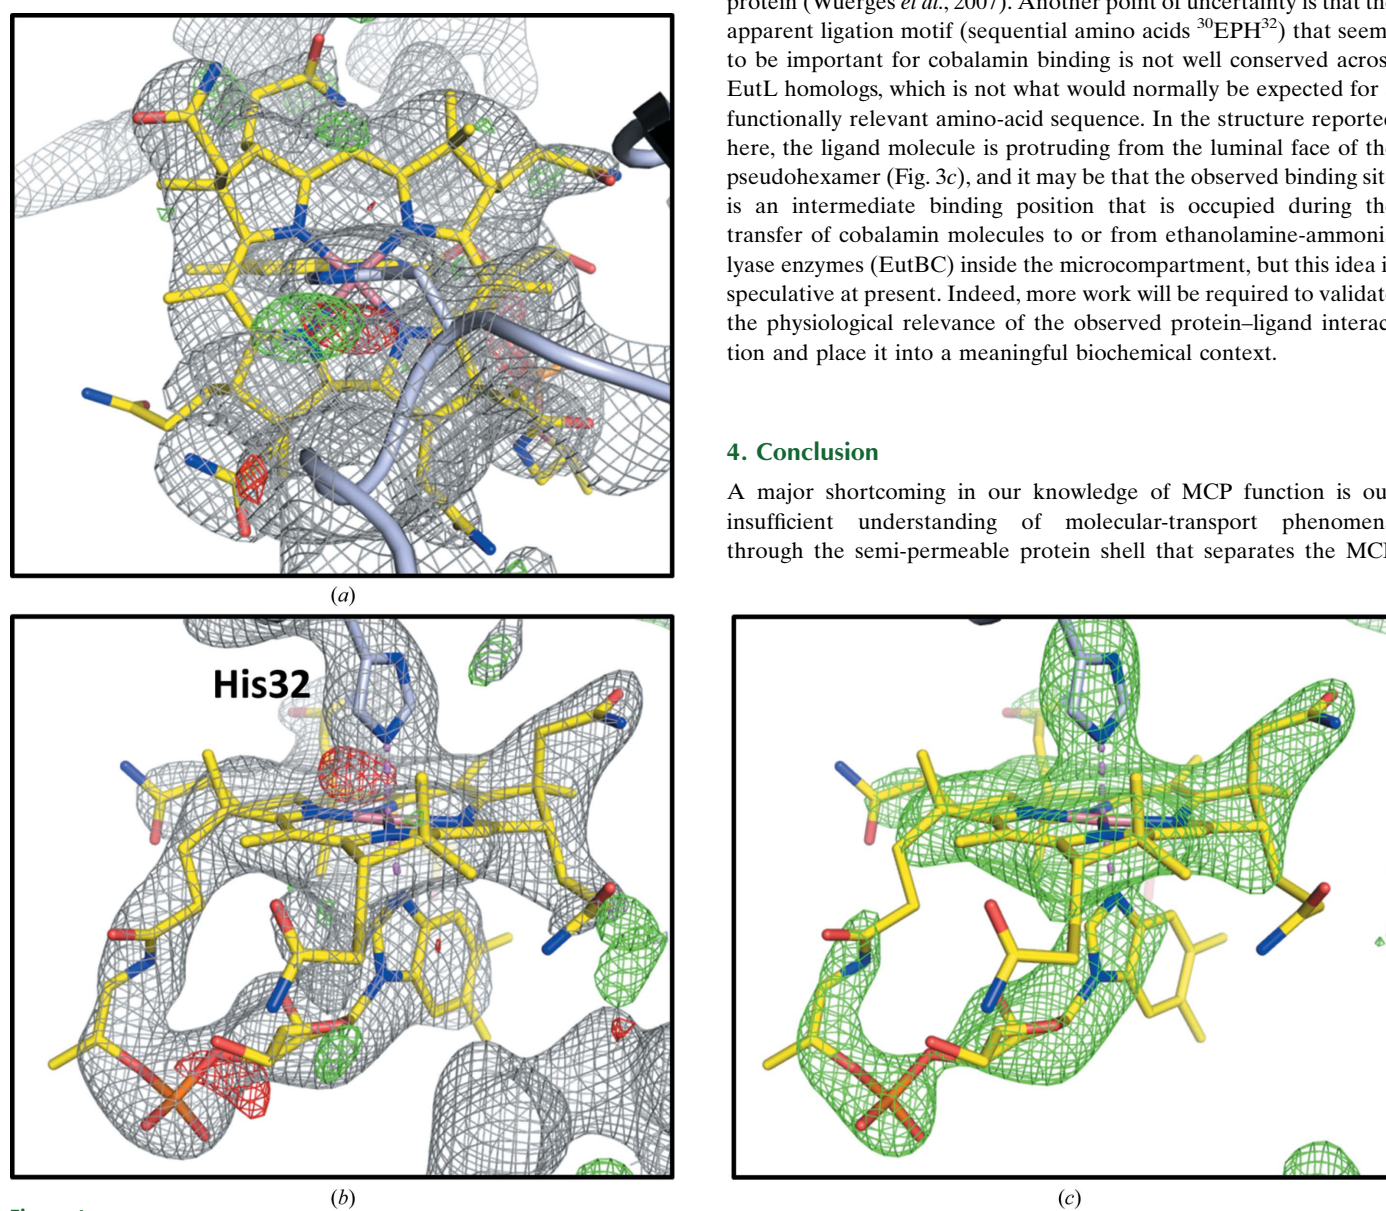 protein (Wuerges et al., 2007). Another point of uncertainty is that
apparent ligation motif (sequential amino acids ³⁰EPH³²) that seem
to be important for cobalamin binding is not well conserved
EutL homologs, which is not what would normally be expected for
functionally relevant amino-acid sequence. In the structure reported
here, the ligand molecule is protruding from the luminal face of
pseudohexamer (Fig. 3c), and it may be that the observed binding
is an intermediate binding position that is occupied during
transfer of cobalamin molecules to or from ethanolamine-ammoni
lyase enzymes (EutBC) inside the microcompartment, but this idea
speculative at present. Indeed, more work will be required to validat
the physiological relevance of the observed protein–ligand interac
tion and place it into a meaningful biochemical context.
4. Conclusion
A major shortcoming in our knowledge of MCP function is ou
insufficient understanding of molecular-transport phenomen
through the semi-permeable protein shell that separates the
(a)
His32
(b)
(c)